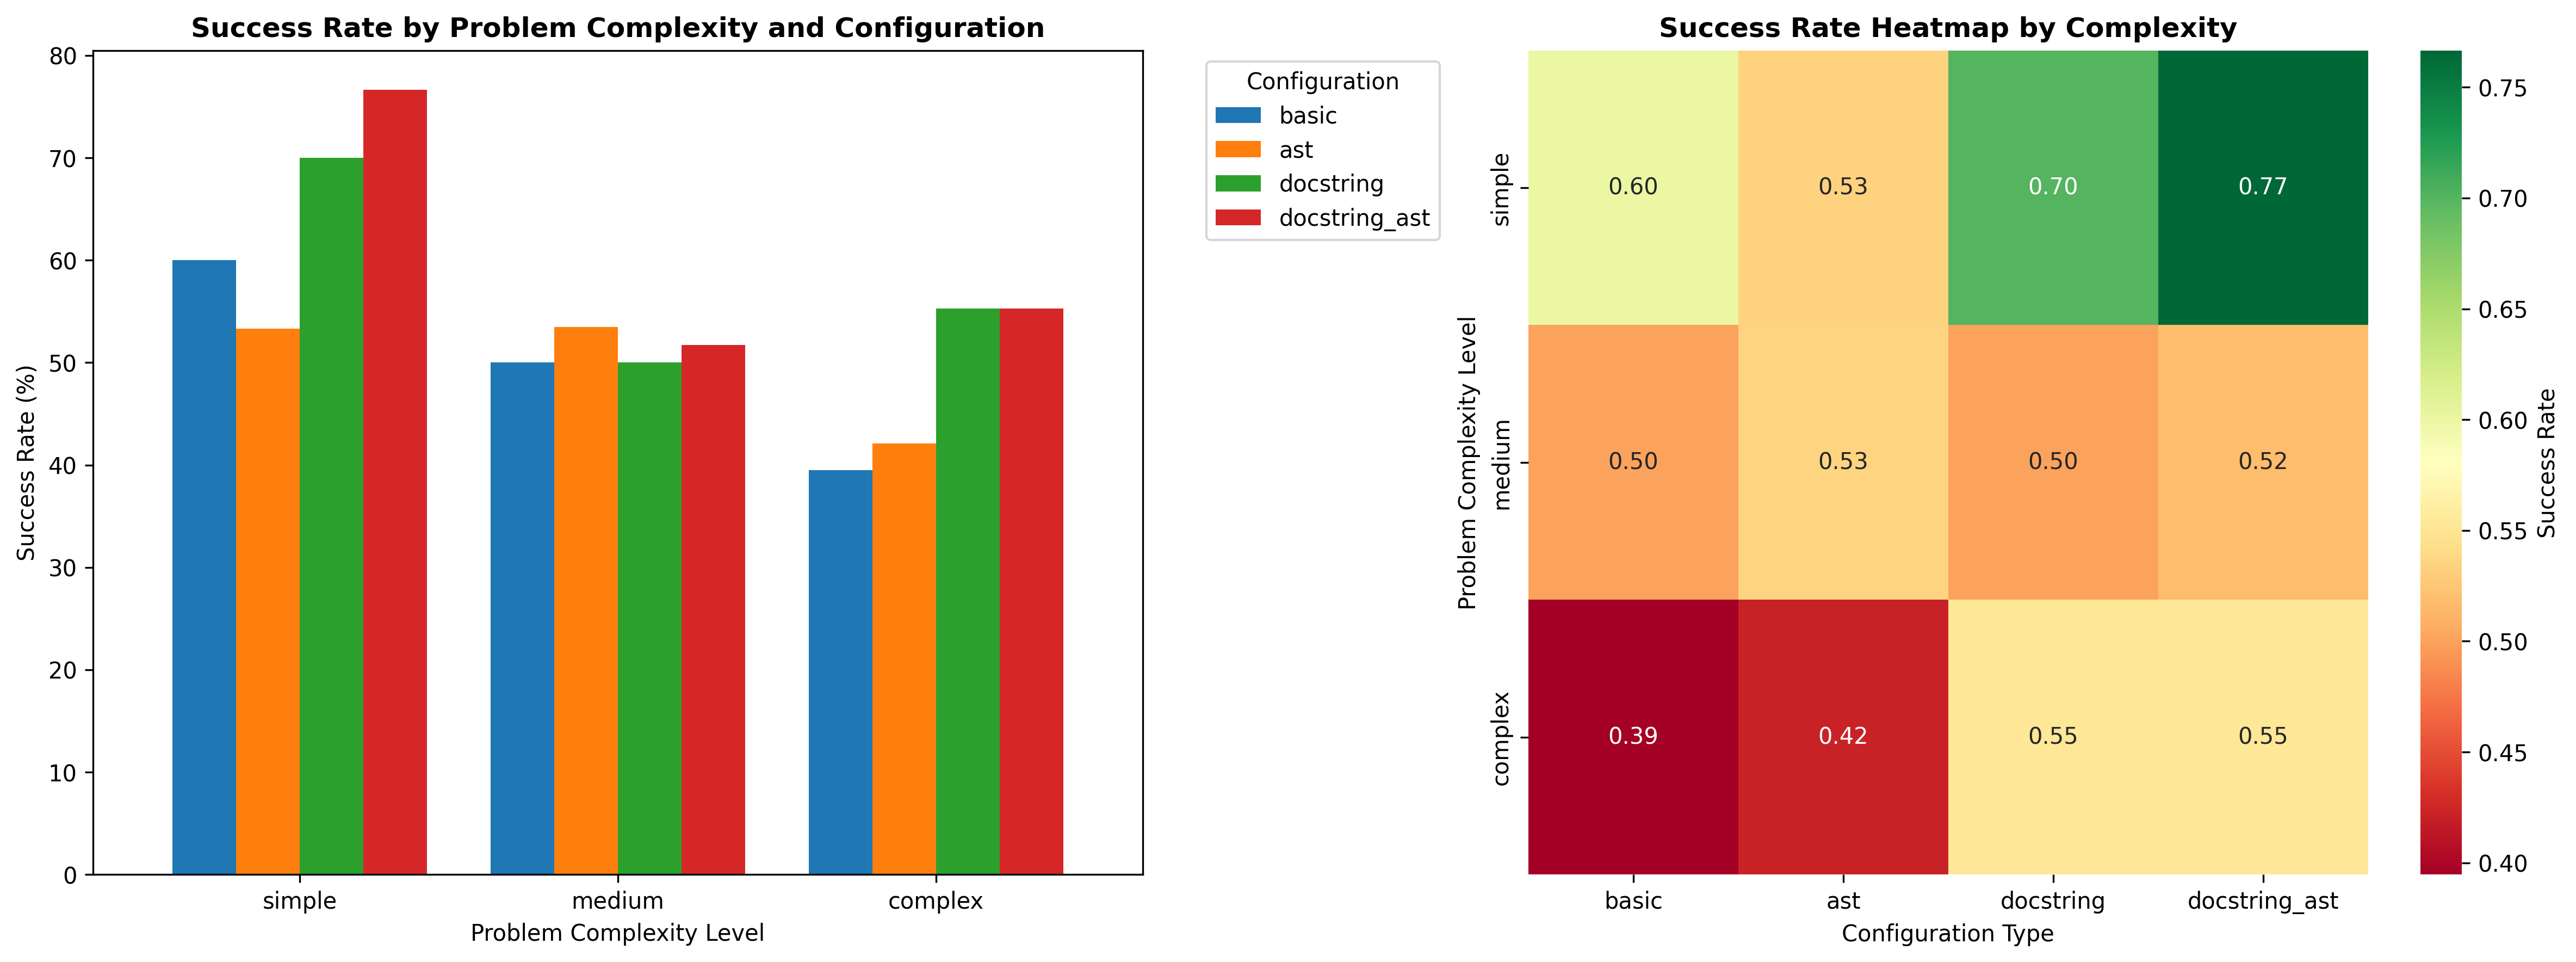 Success Rate by Problem Complexity and Configuration
80
70
60
50
40
30
20
10
0
Success Rate (%)
simple
medium
complex
Problem Complexity Level
Configuration
basic
ast
docstring
docstring_ast
Success Rate Heatmap by Complexity
Problem Complexity Level
simple
0.60 0.53 0.70 0.77
medium
0.50 0.53 0.50 0.52
complex
0.39 0.42 0.55 0.55
basic
ast
docstring
docstring_ast
Configuration Type
0.75
0.70
0.65
0.60
0.55
0.50
0.45
0.40
Success Rate